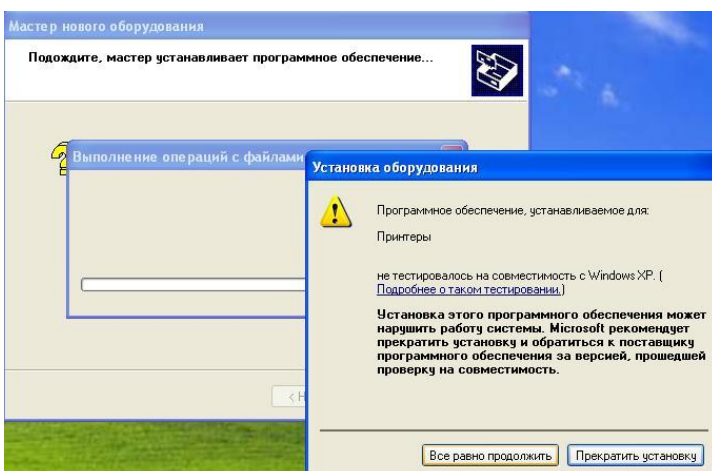 Мастер нового оборудования
Подождите, мастер устанавливает программное обеспечение...
Выполнение операций с файлами
Установка оборудования
Программное обеспечение, устанавливаемое для:
Принтеры
не тестировалось на совместимость с Windows XP. (
Подробнее о таком тестировании.)
Установка этого программного обеспечения может
нарушить работу системы. Microsoft рекомендует
прекратить установку и обратиться к поставщику
программного обеспечения за версией, прошедшей
проверку на совместимость.
< Н
Все равно продолжить
Прекратить установку